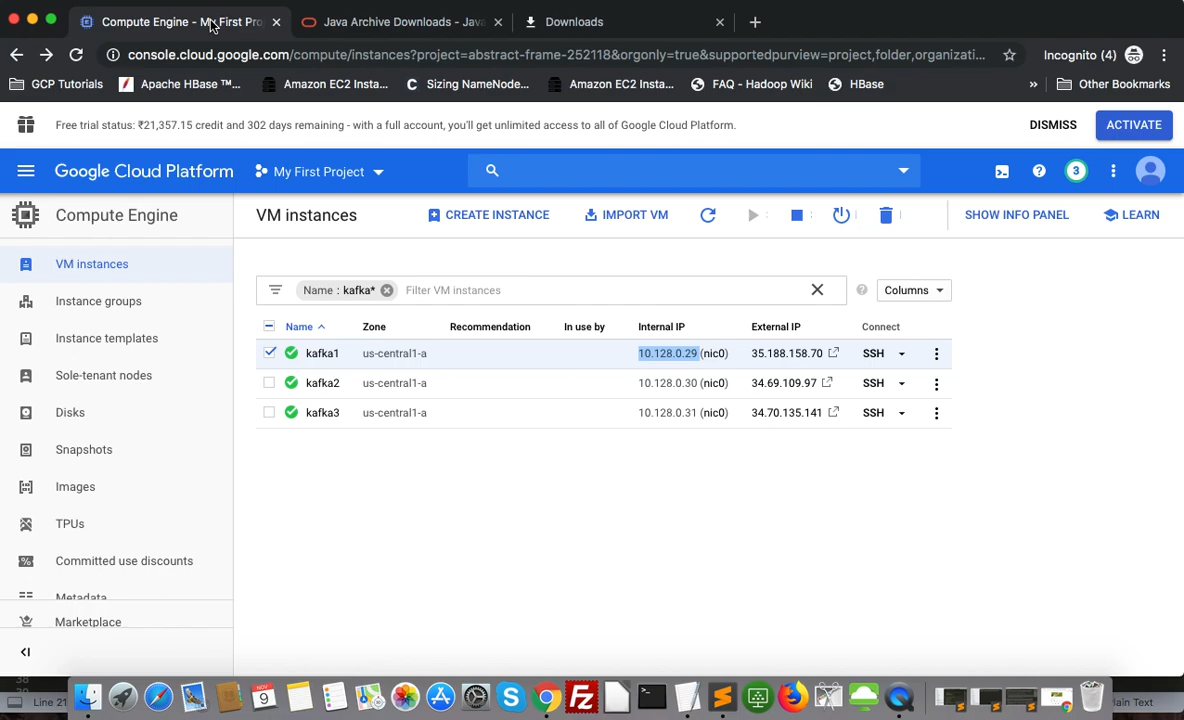 Compute Engine - My First Pro
Java Archive Downloads - Java
Downloads
console.cloud.google.com/compute/instances?project=abstract-frame-252118&orgonly=true&supportedpurview=project,folder,organizati...
Incognito (4)
GCP Tutorials
Apache HBase ™...
Amazon EC2 Insta...
Sizing NameNode...
Amazon EC2 Insta...
FAQ - Hadoop Wiki
HBase
»
Other Bookmarks
Free trial status: ₹21,357.15 credit and 302 days remaining - with a full account, you'll get unlimited access to all of Google Cloud Platform.
DISMISS
ACTIVATE
Google Cloud Platform
My First Project
3
Compute Engine
VM instances
CREATE INSTANCE
IMPORT VM
SHOW INFO PANEL
LEARN
VM instances
Instance groups
Instance templates
Sole-tenant nodes
Disks
Snapshots
Images
TPUs
Committed use discounts
Metadata
Marketplace
Name : kafka*
Filter VM instances
Columns
Name Zone Recommendation In use by Internal IP External IP Connect
kafka1 us-central1-a 10.128.0.29 (nic0) 35.188.158.70 SSH
kafka2 us-central1-a 10.128.0.30 (nic0) 34.69.109.97 SSH
kafka3 us-central1-a 10.128.0.31 (nic0) 34.70.135.141 SSH
Line 21
NOV
9